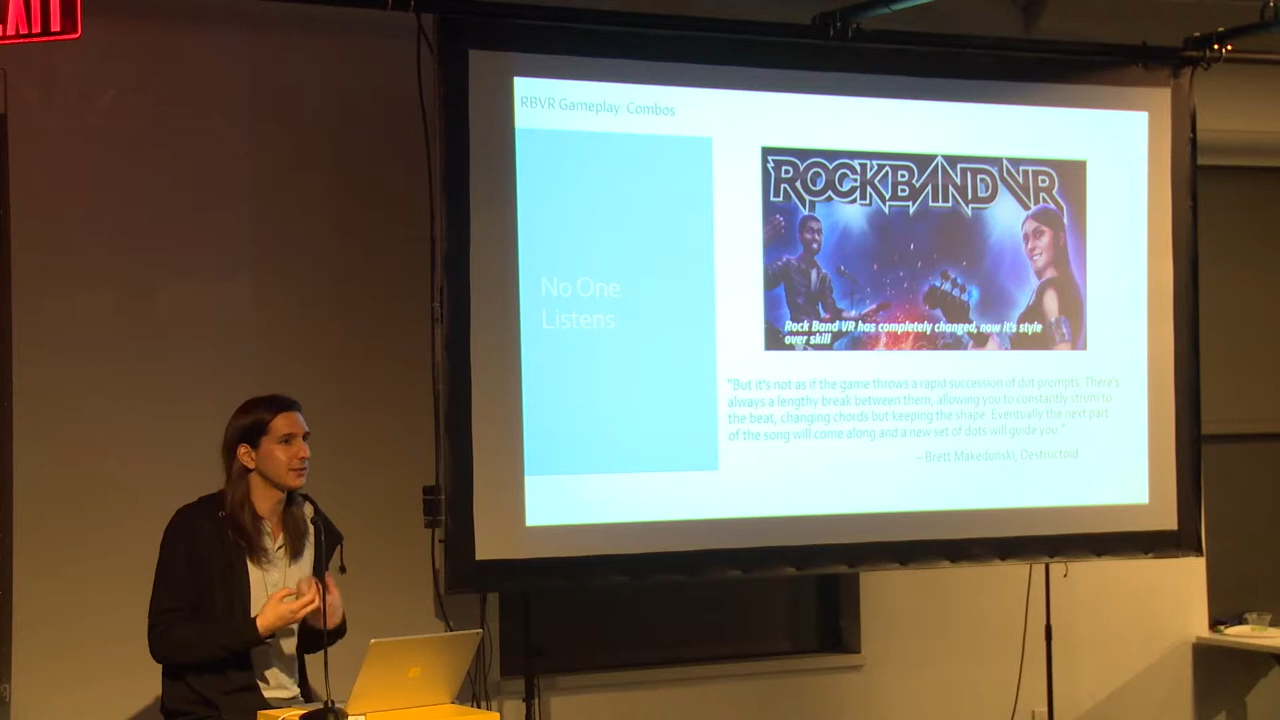 EXIT
RBVR Gameplay: Combos
No One
Listens
ROCK BAND VR
Rock Band VR has completely changed, now it's style
over skill
"But it's not as if the game throws a rapid succession of dot prompts. There's
always a lengthy break between them, allowing you to constantly strum to
the beat, changing chords but keeping the shape. Eventually the next part
of the song will come along and a new set of dots will guide you."
– Brett Makedonski, Destructoid